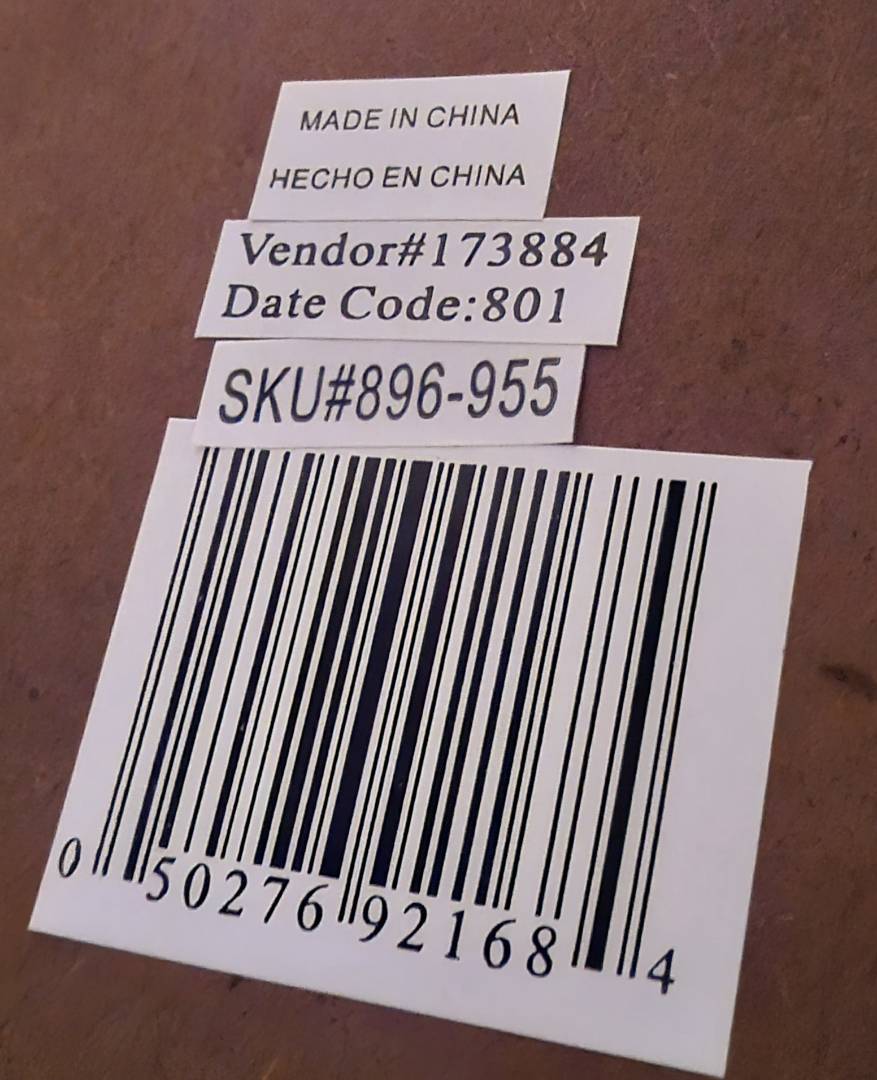 MADE IN CHINA
HECHO EN CHINA
Vendor#173884
Date Code:801
SKU#896-955
0 50276 92168 4